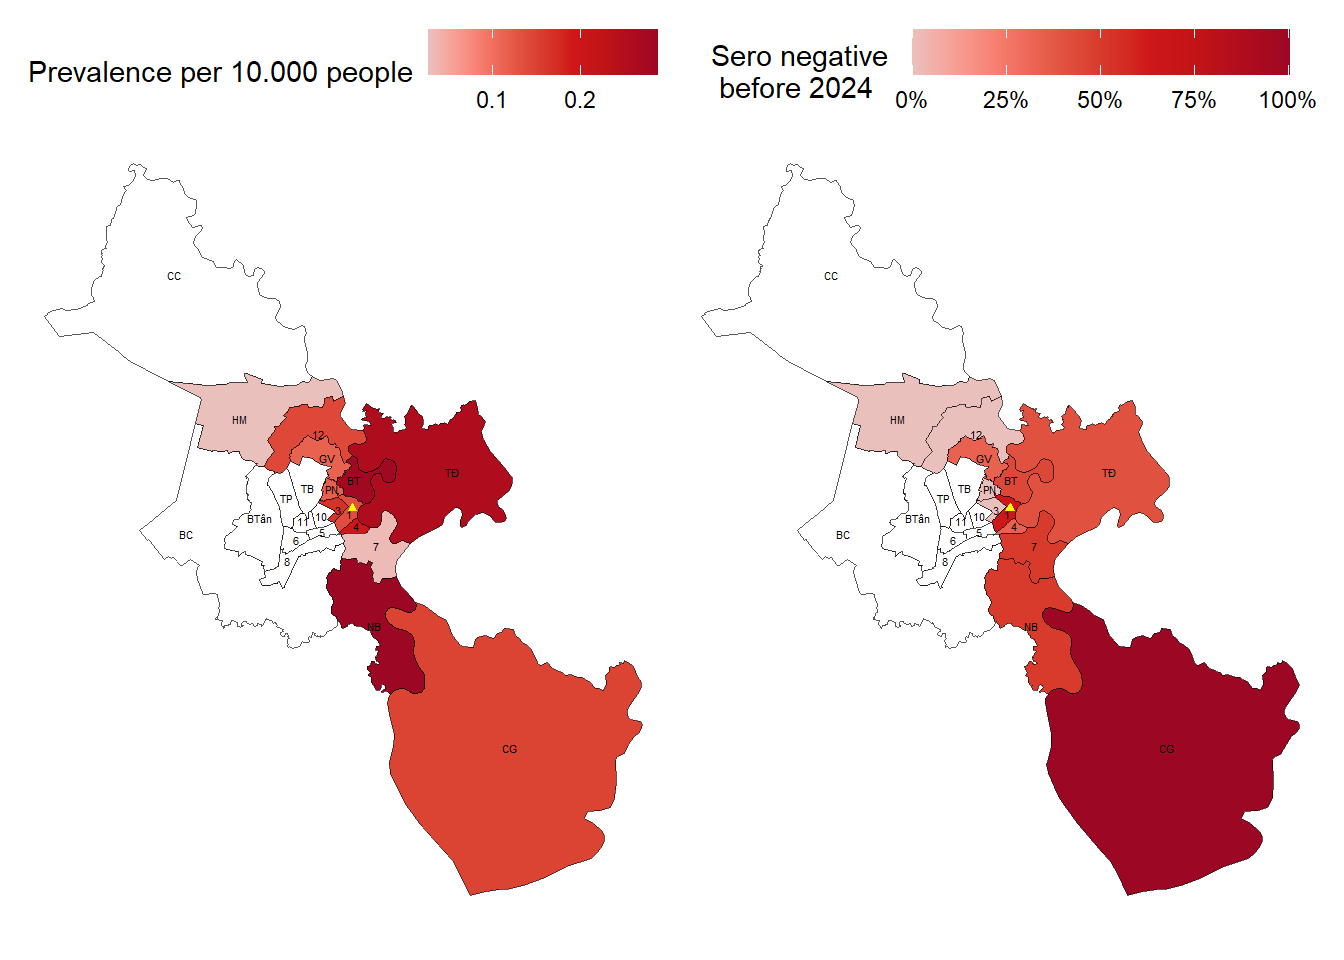 Prevalence per 10.000 people
0.1 0.2
Sero negative
before 2024
0% 25% 50% 75% 100%
CC
HM
12
GV
TĐ
BT
TB
PN
TP
3
1
BTân
11
10
4
5
BC
6
7
8
NB
CG
CC
HM
12
GV
TĐ
BT
TB
PN
TP
3
1
BTân
11
10
4
5
BC
6
7
8
NB
CG